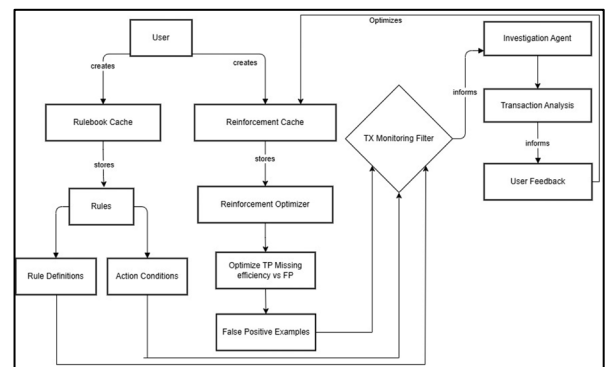 Optimizes
User
Investigation Agent
creates
creates
informs
Rulebook Cache
Reinforcement Cache
TX Monitoring Filter
Transaction Analysis
stores
stores
informs
Rules
Reinforcement Optimizer
User Feedback
Rule Definitions
Action Conditions
Optimize TP Missing
efficiency vs FP
False Positive Examples